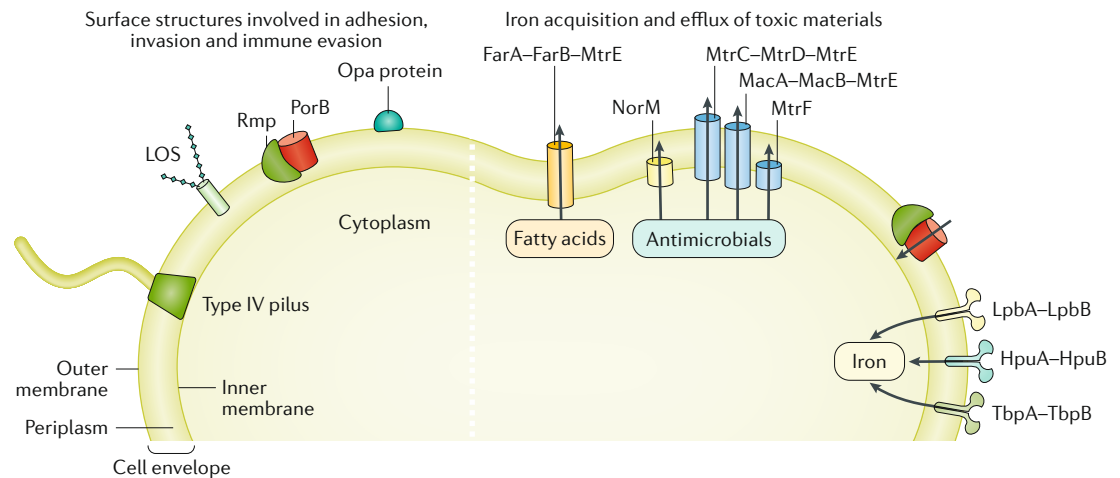 Surface structures involved in adhesion,
invasion and immune evasion
Iron acquisition and efflux of toxic materials
FarA–FarB–MtrE
MtrC–MtrD–MtrE
MacA–MacB–MtrE
Opa protein
NorM
MtrF
PorB
Rmp
LOS
Cytoplasm
Fatty acids
Antimicrobials
Type IV pilus
LpbA–LpbB
Iron
HpuA–HpuB
Outer
membrane
Inner
membrane
TbpA–TbpB
Periplasm
Cell envelope